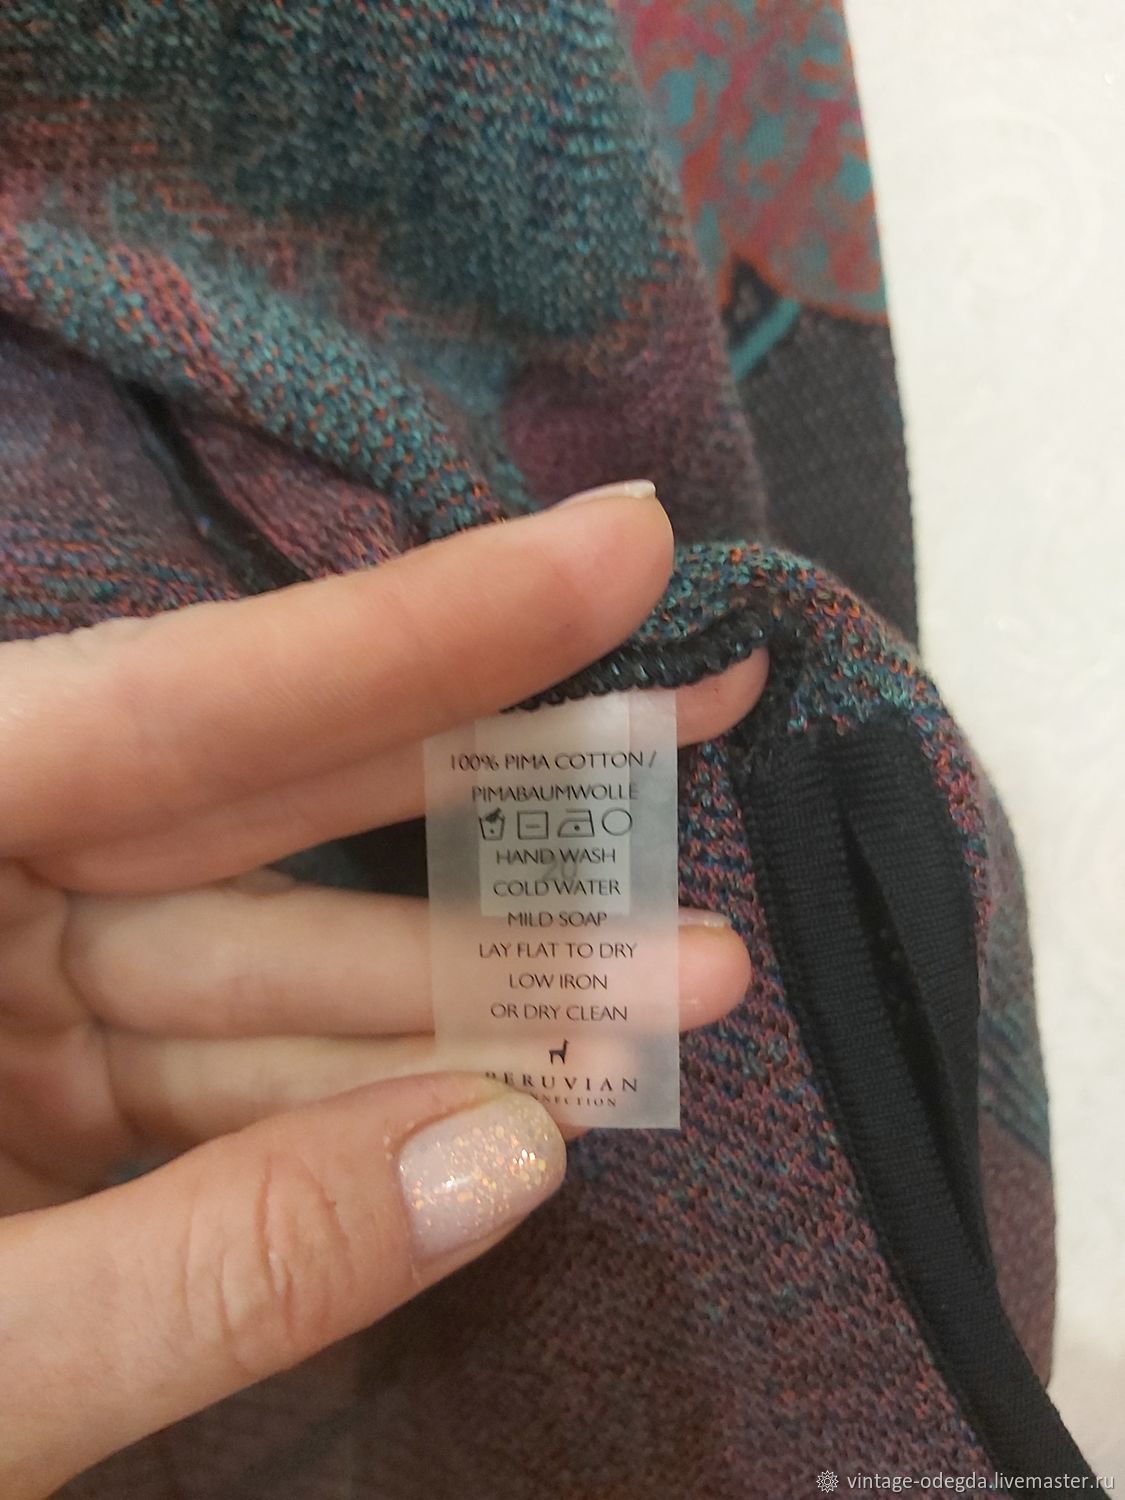 100% PIMA COTTON /
PIMABAUMWOLLE
HAND WASH
COLD WATER
MILD SOAP
LAY FLAT TO DRY
LOW IRON
OR DRY CLEAN
PERUVIAN
vintage-odegda.livemaster.ru